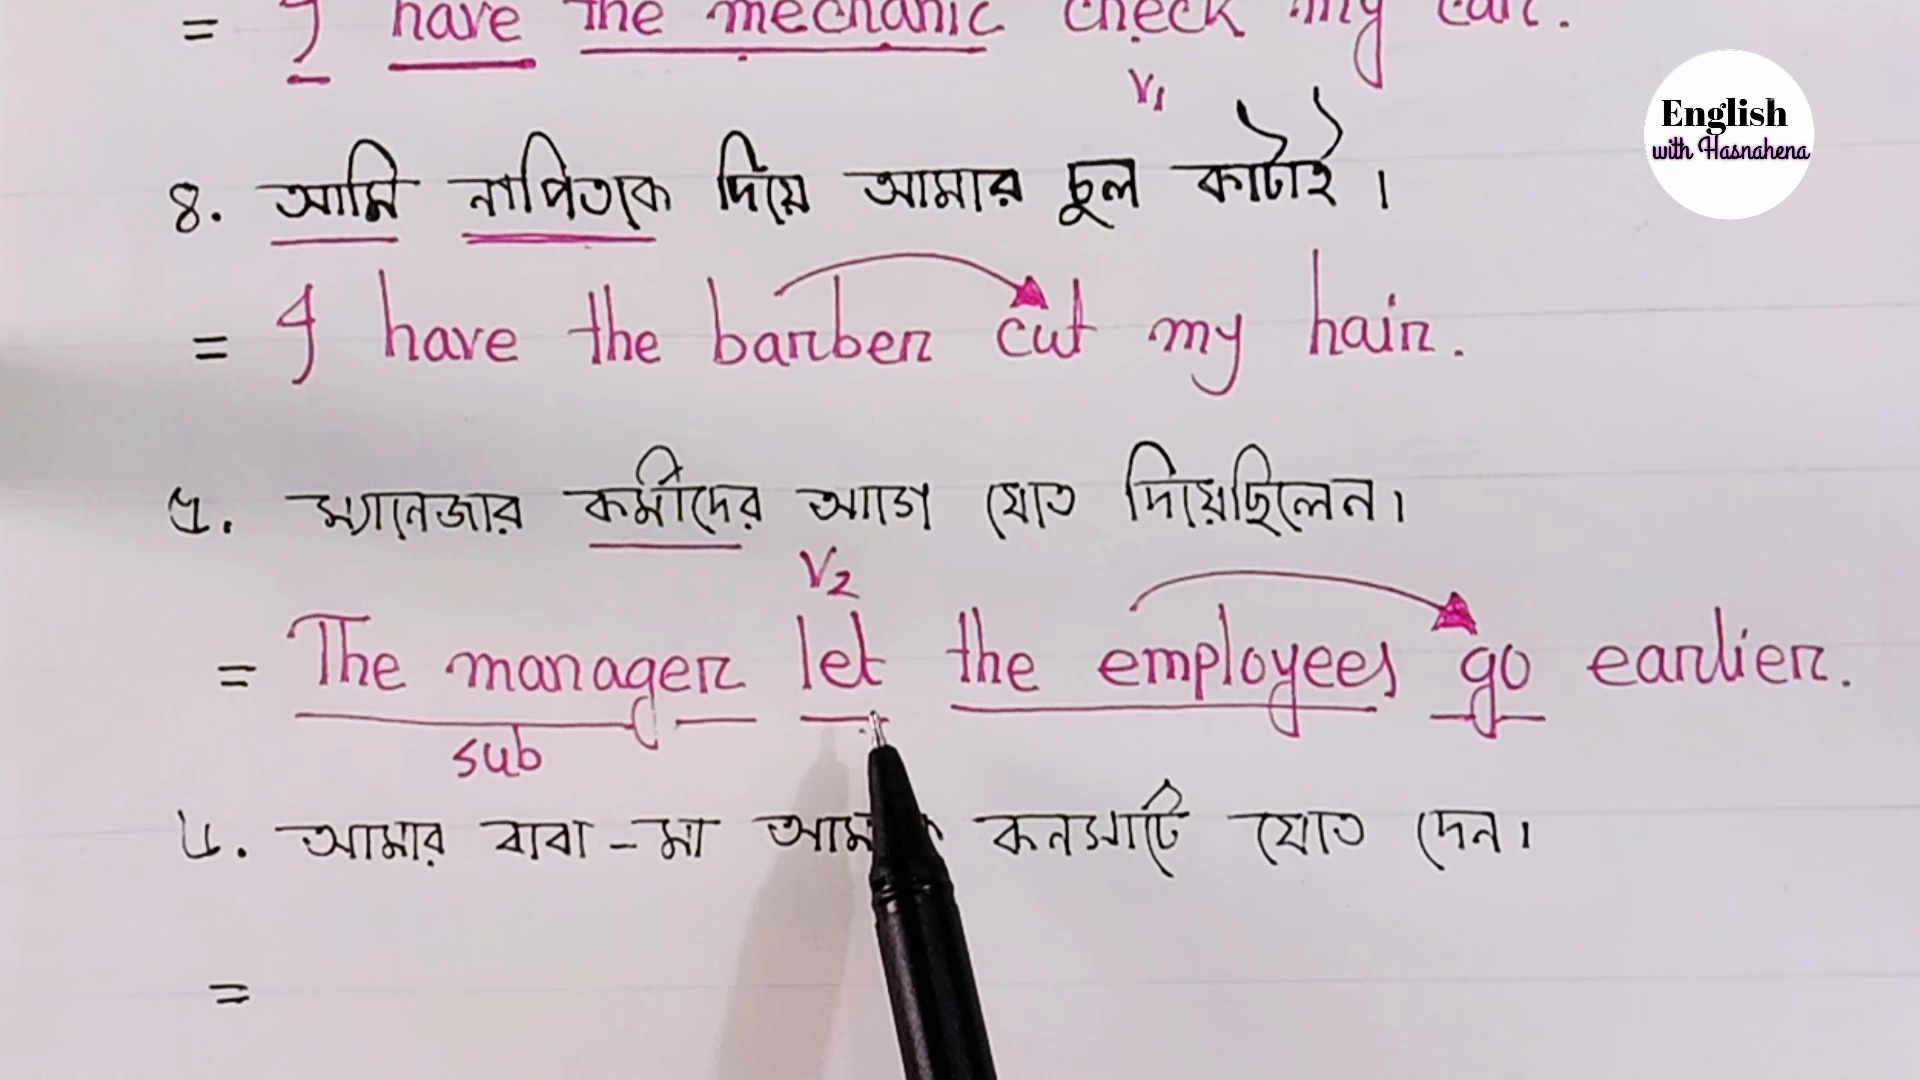 = I have the mechanic check my car.
V₁
English
with Hasnahena
৪. আমি নাপিতকে দিয়ে আমার চুল কাটাই।
= I have the barber cut my hair.
৫. ম্যানেজার কর্মীদের আগে যেতে দিয়েছিলেন।
V₂
= The manager let the employees go earlier.
sub
৬. আমার বাবা-মা কনসার্টে যেতে দেন।
=